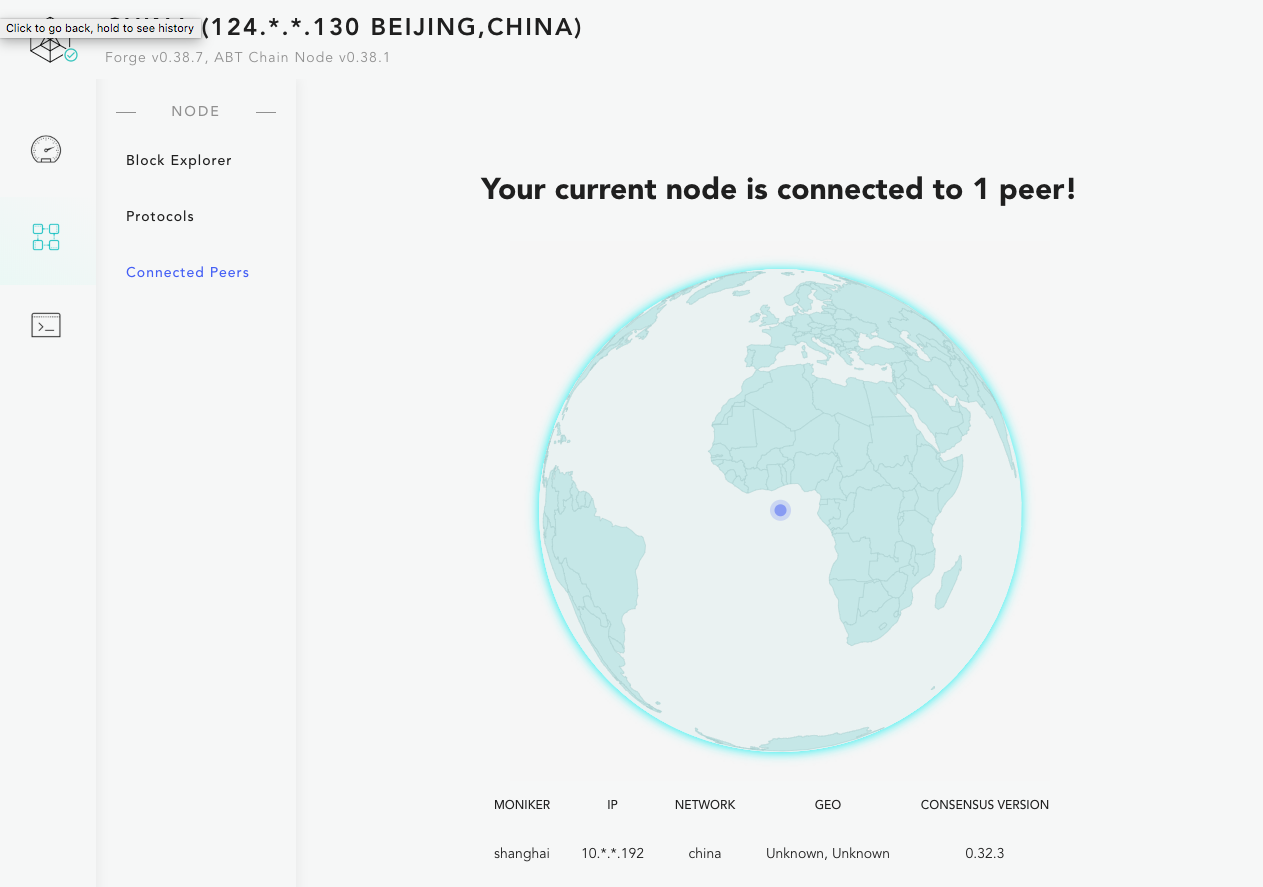 Click to go back, hold to see history
(124.*.*.130 BEIJING,CHINA)
Forge v0.38.7, ABT Chain Node v0.38.1
NODE
Block Explorer
Protocols
Connected Peers
Your current node is connected to 1 peer!
MONIKER IP NETWORK GEO CONSENSUS VERSION
shanghai 10.*.*.192 china Unknown, Unknown 0.32.3